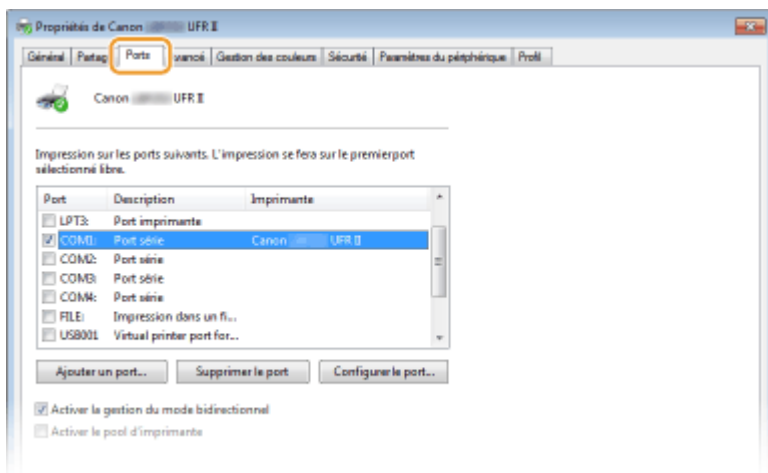 Propriétés de Canon UFR II
Général Partag Ports vancé Gestion des couleurs Sécurité Paramètres du périphérique Profil
Canon UFR II
Impression sur les ports suivants. L'impression se fera sur le premierport
sélectionné libre.
Port Description Imprimante
LPT3: Port imprimante
COM1: Port série Canon UFR II
COM2: Port série
COM3: Port série
COM4: Port série
FILE: Impression dans un fi...
USB001 Virtual printer port for...
Ajouter un port... Supprimer le port Configurer le port...
Activer la gestion du mode bidirectionnel
Activer le pool d'imprimante